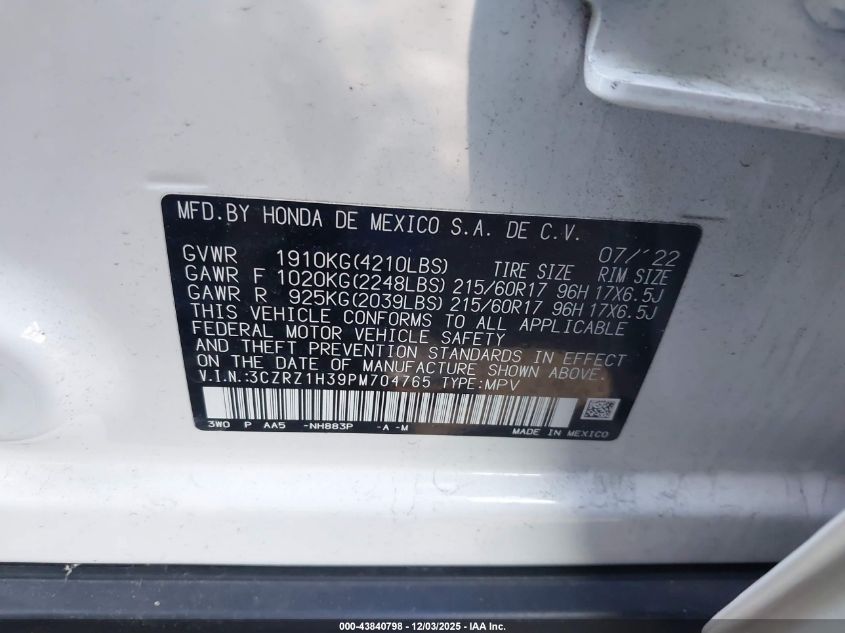 MFD.BY HONDA DE MEXICO S.A. DE C.V. 07/'22
GVWR 1910KG(4210LBS) TIRE SIZE RIM SIZE
GAWR F 1020KG(2248LBS) 215/60R17 96H 17X6.5J
GAWR R 925KG(2039LBS) 215/60R17 96H 17X6.5J
THIS VEHICLE CONFORMS TO ALL APPLICABLE
FEDERAL MOTOR VEHICLE SAFETY
AND THEFT PREVENTION STANDARDS IN EFFECT
ON THE DATE OF MANUFACTURE SHOWN ABOVE.
V.I.N.:3CZRZ1H39PM704765 TYPE:MPV
3W0 P AA5 -NH883P -A -M MADE IN MEXICO
000-43840798 - 12/03/2025 - IAA Inc.